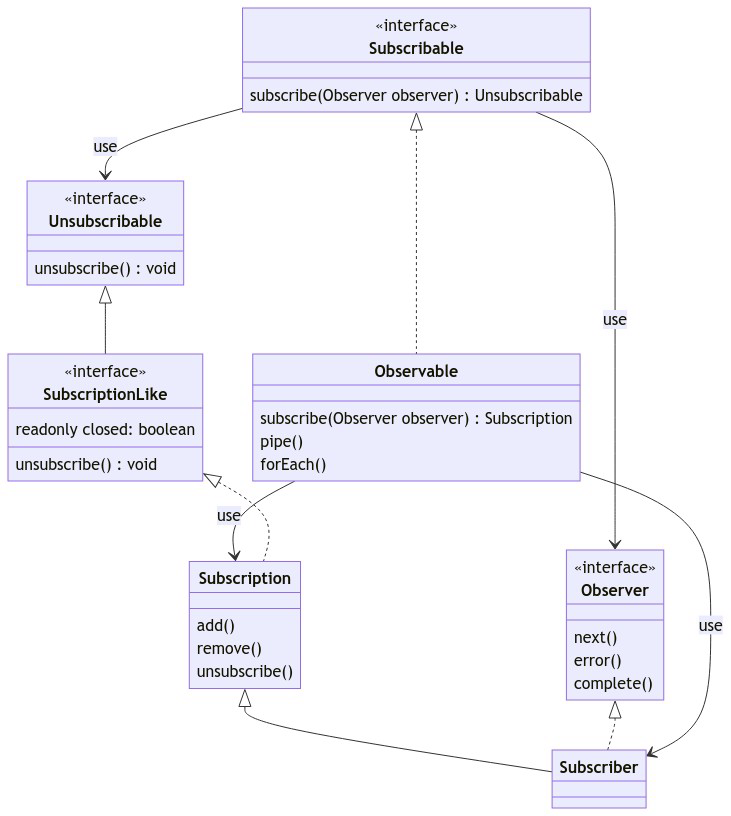 «interface»
Subscribable
subscribe(Observer observer) : Unsubscribable
use
«interface»
Unsubscribable
unsubscribe() : void
use
«interface»
SubscriptionLike
readonly closed: boolean
unsubscribe() : void
Observable
subscribe(Observer observer) : Subscription
pipe()
forEach()
use
Subscription
add()
remove()
unsubscribe()
«interface»
Observer
next()
error()
complete()
use
Subscriber